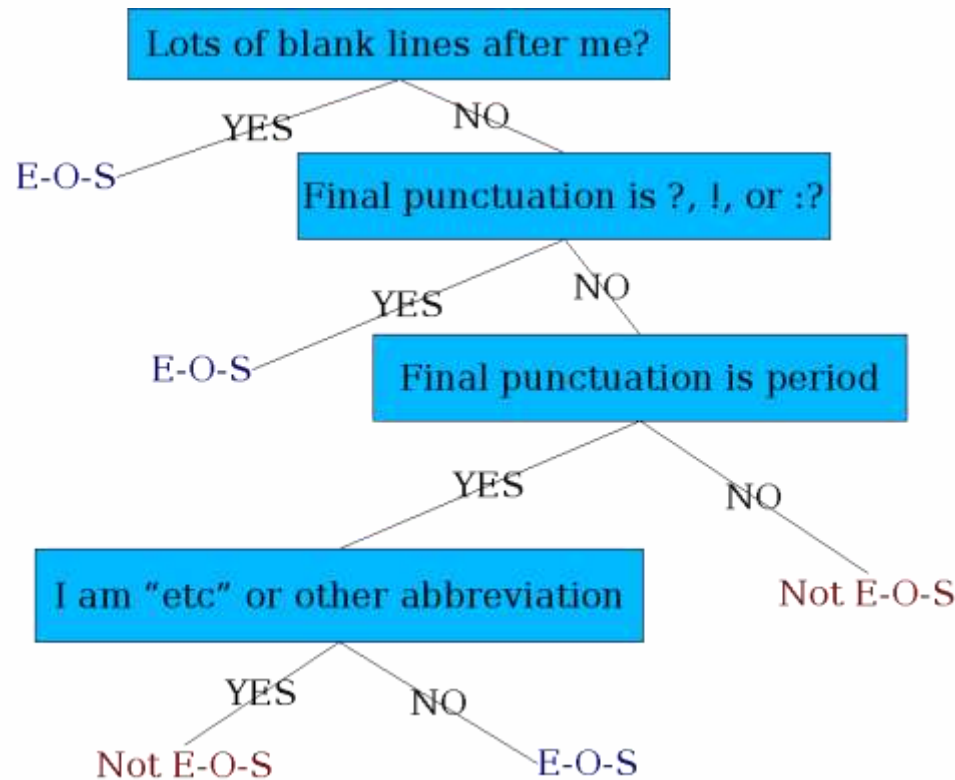 Lots of blank lines after me?
YES
NO
E-O-S
Final punctuation is ?, !, or :?
YES
NO
E-O-S
Final punctuation is period
YES
NO
I am “etc” or other abbreviation
Not E-O-S
YES
NO
Not E-O-S
E-O-S